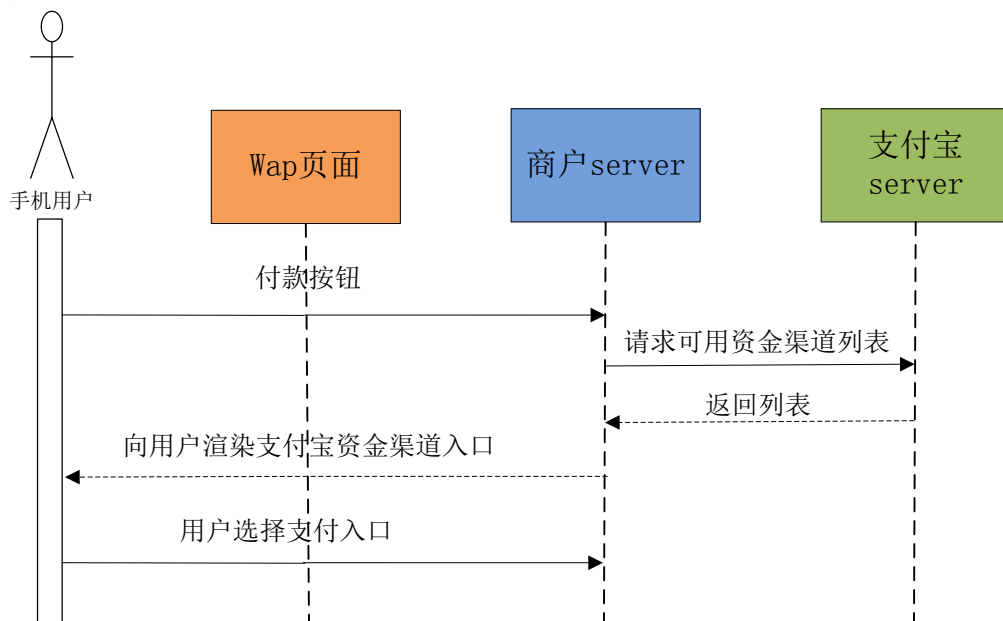 手机用户
Wap页面
商户server
支付宝
server
付款按钮
请求可用资金渠道列表
返回列表
向用户渲染支付宝资金渠道入口
用户选择支付入口